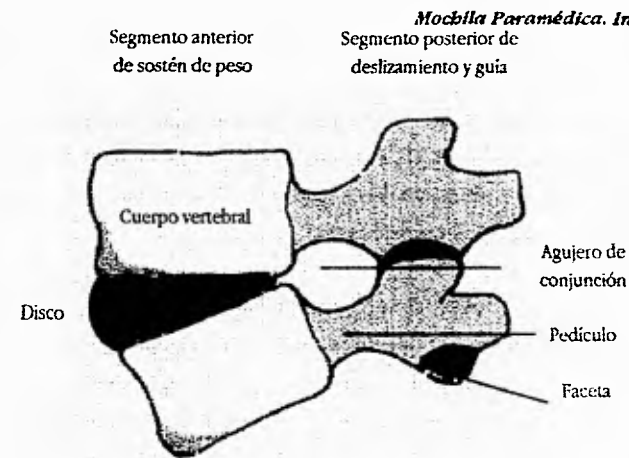 Mochila Paramédica. In
Segmento anterior
de sostén de peso
Segmento posterior de
deslizamiento y guía
Cuerpo vertebral
Agujero de
conjunción
Disco
Pedículo
Faceta